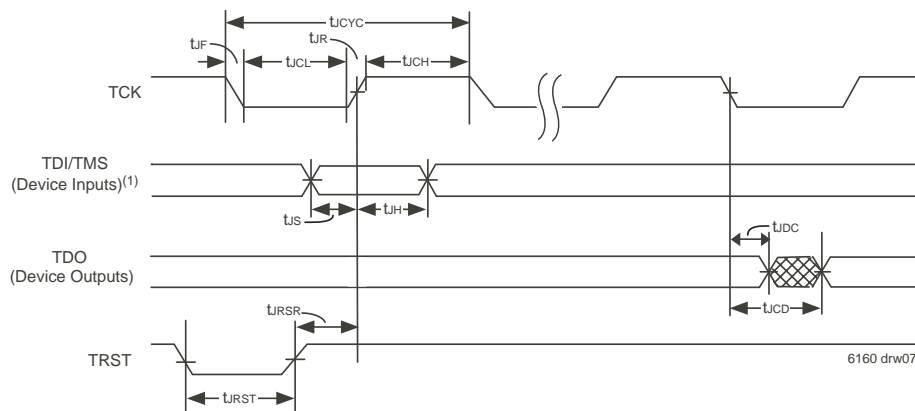 tJCYC
tJF
tJR
tJCL
tJCH
TCK
TDI/TMS
(Device Inputs)(1)
tJS
tJH
tJDC
TDO
(Device Outputs)
tJCD
tJRSR
TRST
6160 drw07
tJRST